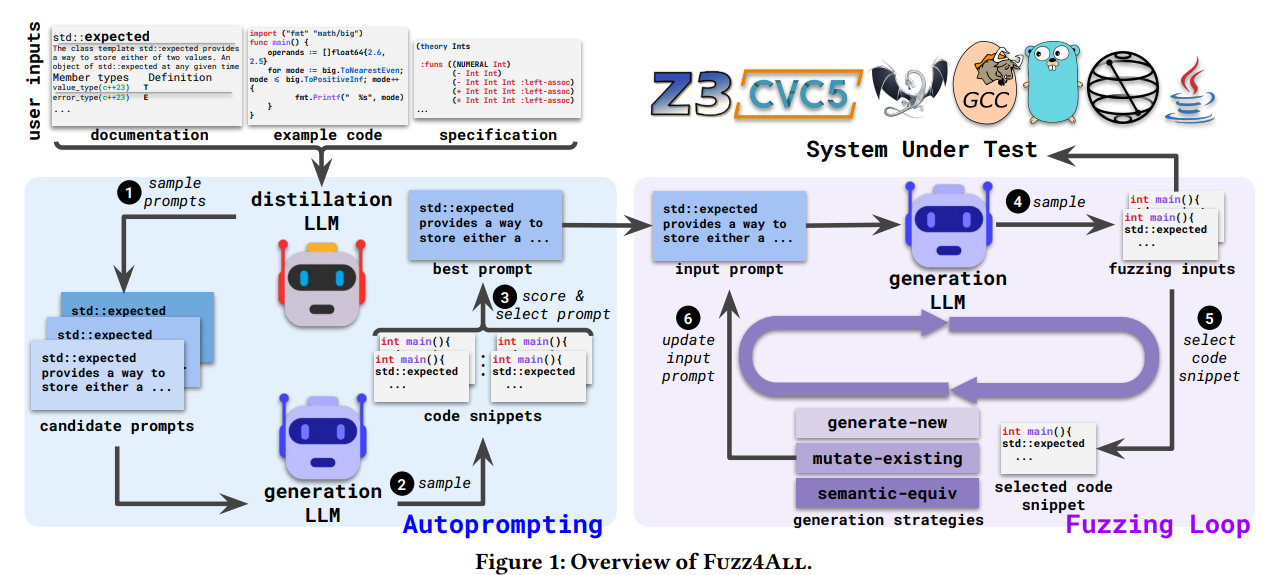 user inputs
std::expected
The class template std::expected provides
a way to store either of two values. An
object of std::expected at any given time
Member types Definition
value_type(c++23) T
error_type(c++23) E
...
documentation
import ("fmt" "math/big")
func main() {
operands := []float64{2.6,
2.5}
for mode := big.ToNearestEven;
mode <= big.ToPositiveInf; mode++
{
fmt.Printf(" %s", mode)
}
}
example code
(theory Ints
:funs ((NUMERAL Int)
(- Int Int)
(- Int Int Int :left-assoc)
(+ Int Int Int :left-assoc)
(* Int Int Int :left-assoc)
...
specification
Z3
CVC5
GCC
System Under Test
1 sample
prompts
distillation
LLM
std::expected
std::expected
std::expected
provides a way to
store either a ...
candidate prompts
generation
LLM
2 sample
int main(){
int main(){
std::expected
...
:
int main(){
int main(){
std::expected
...
code snippets
3 score &
select prompt
std::expected
provides a way to
store either a ...
best prompt
Autoprompting
std::expected
provides a way to
store either a ...
input prompt
generation
LLM
4 sample
int main(){
int main(){
std::expected
...
fuzzing inputs
5
select
code
snippet
int main(){
std::expected
...
selected code
snippet
generate-new
mutate-existing
semantic-equiv
generation strategies
6
update
input
prompt
Fuzzing Loop
Figure 1: Overview of Fuzz4All.